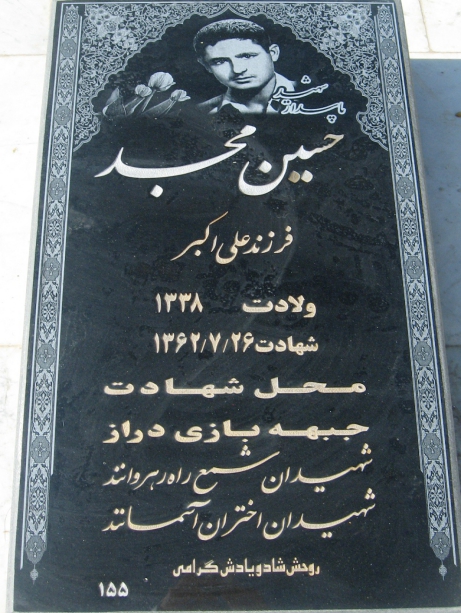 شهید
پاسدار
حسین مجد
فرزند علی اکبر
ولادت ۱۳۳۸
شهادت ۱۳۶۲/۷/۲۶
محل شهادت
جبهه بازی دراز
شهیدان شمع راه رهروانند
شهیدان اختران آسمانند
روحش شاد و یادش گرامی
۱۵۵